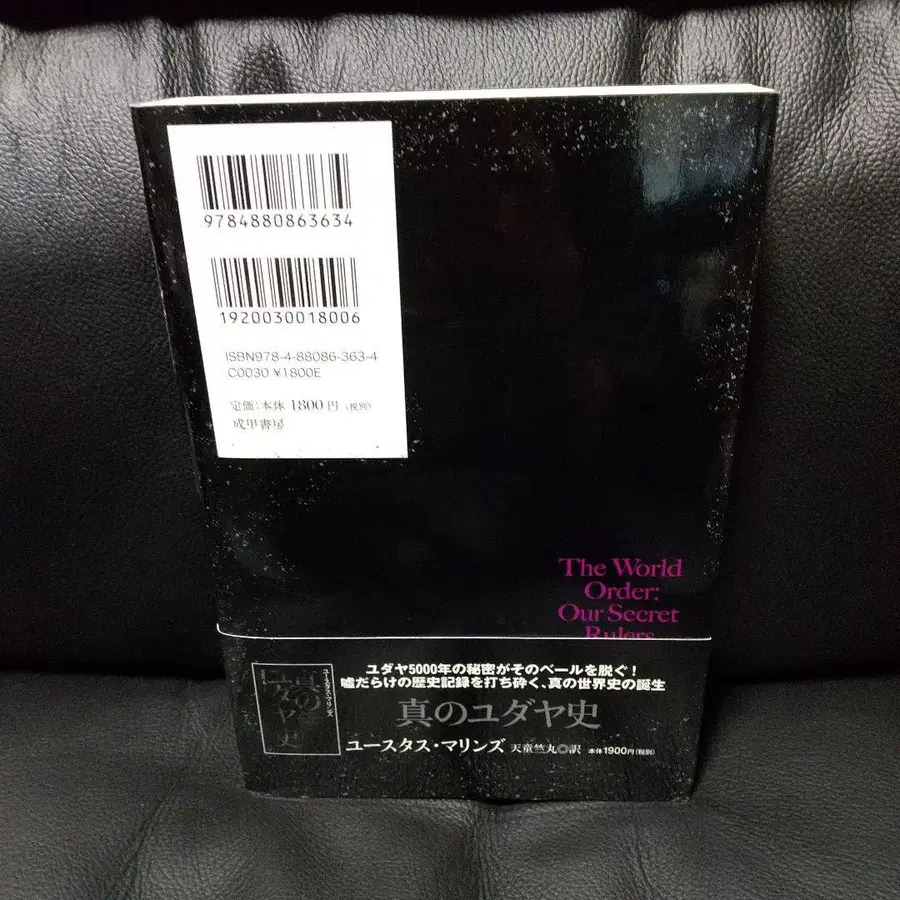 9784880863634
1920030018006
ISBN978-4-88086-363-4
C0030 ¥1800E
定価:本体 1800円（税別）
成甲書房
The World
Order:
Our Secret
Rulers
ユダヤ5000年の秘密がそのベールを脱ぐ！
嘘だらけの歴史記録を打ち砕く、真の世界史の誕生
真のユダヤ史
ユースタス・マリンズ 天童竺丸◎訳 本体1900円（税別）
ユースタス・マリンズ
真の
ユダヤ史